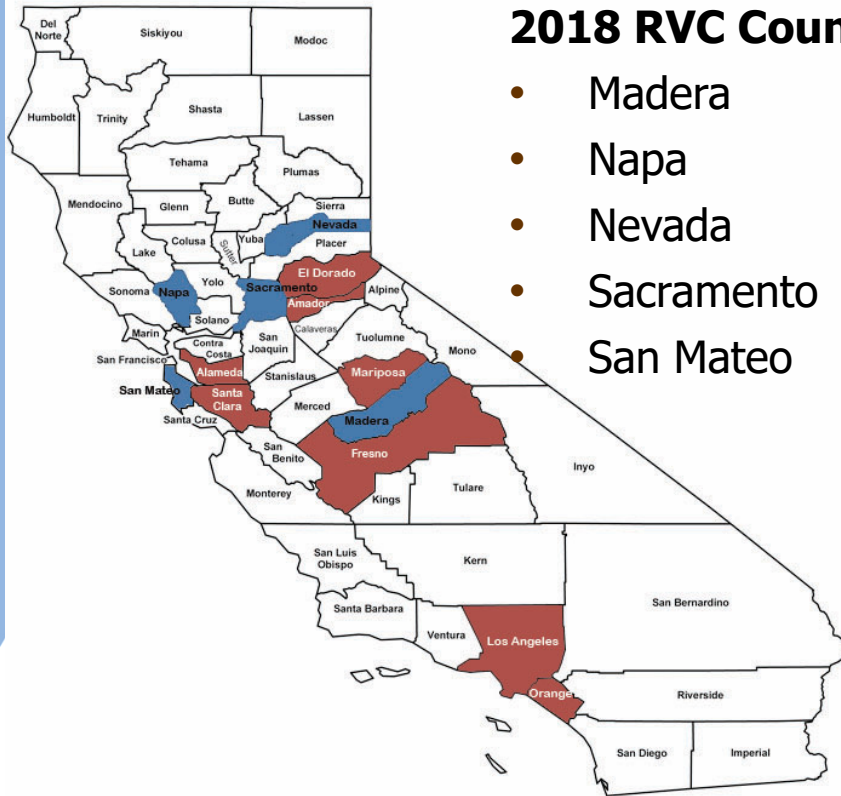 2018 RVC Coun
• Madera
• Napa
• Nevada
• Sacramento
• San Mateo
Del
Norte
Siskiyou
Modoc
Humboldt
Trinity
Shasta
Lassen
Tehama
Plumas
Mendocino
Glenn
Butte
Sierra
Nevada
Lake
Colusa
Sutter
Yuba
Placer
El Dorado
Sonoma
Napa
Yolo
Sacramento
Amador
Alpine
Solano
Calaveras
Marin
Contra
Costa
San
Joaquin
Tuolumne
Mono
San Francisco
Alameda
Stanislaus
Mariposa
San Mateo
Santa
Clara
Merced
Madera
Santa Cruz
San
Benito
Fresno
Inyo
Monterey
Kings
Tulare
San Luis
Obispo
Kern
Santa Barbara
San Bernardino
Ventura
Los Angeles
Orange
Riverside
San Diego
Imperial